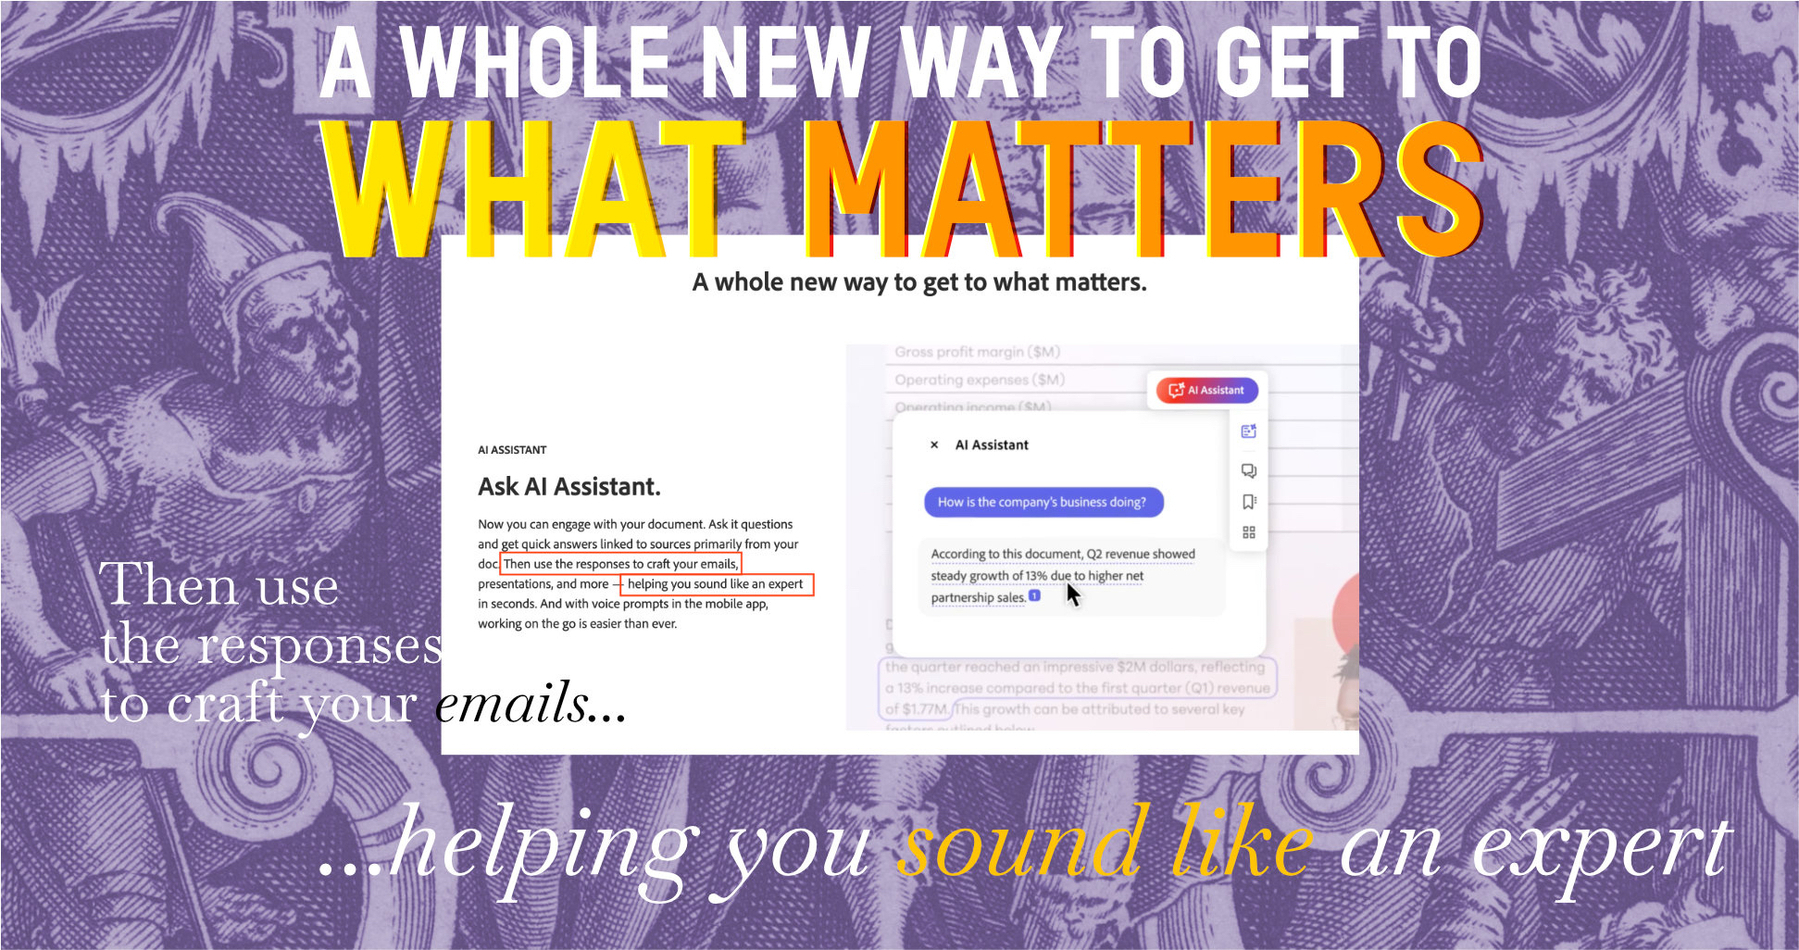 A WHOLE NEW WAY TO GET TO
WHAT MATTERS
A whole new way to get to what matters.
AI ASSISTANT
Ask AI Assistant.
Now you can engage with your document. Ask it questions
and get quick answers linked to sources primarily from your
doc. Then use the responses to craft your emails,
presentations, and more — helping you sound like an expert
in seconds. And with voice prompts in the mobile app,
working on the go is easier than ever.
Gross profit margin ($M)
Operating expenses ($M)
Operating income ($M)
AI Assistant
× AI Assistant
How is the company's business doing?
According to this document, Q2 revenue showed
steady growth of 13% due to higher net
partnership sales. 1
the quarter reached an impressive $2M dollars, reflecting
a 13% increase compared to the first quarter (Q1) revenue
of $1.77M. This growth can be attributed to several key
factors outlined below
Then use
the responses
to craft your emails...
...helping you sound like an expert